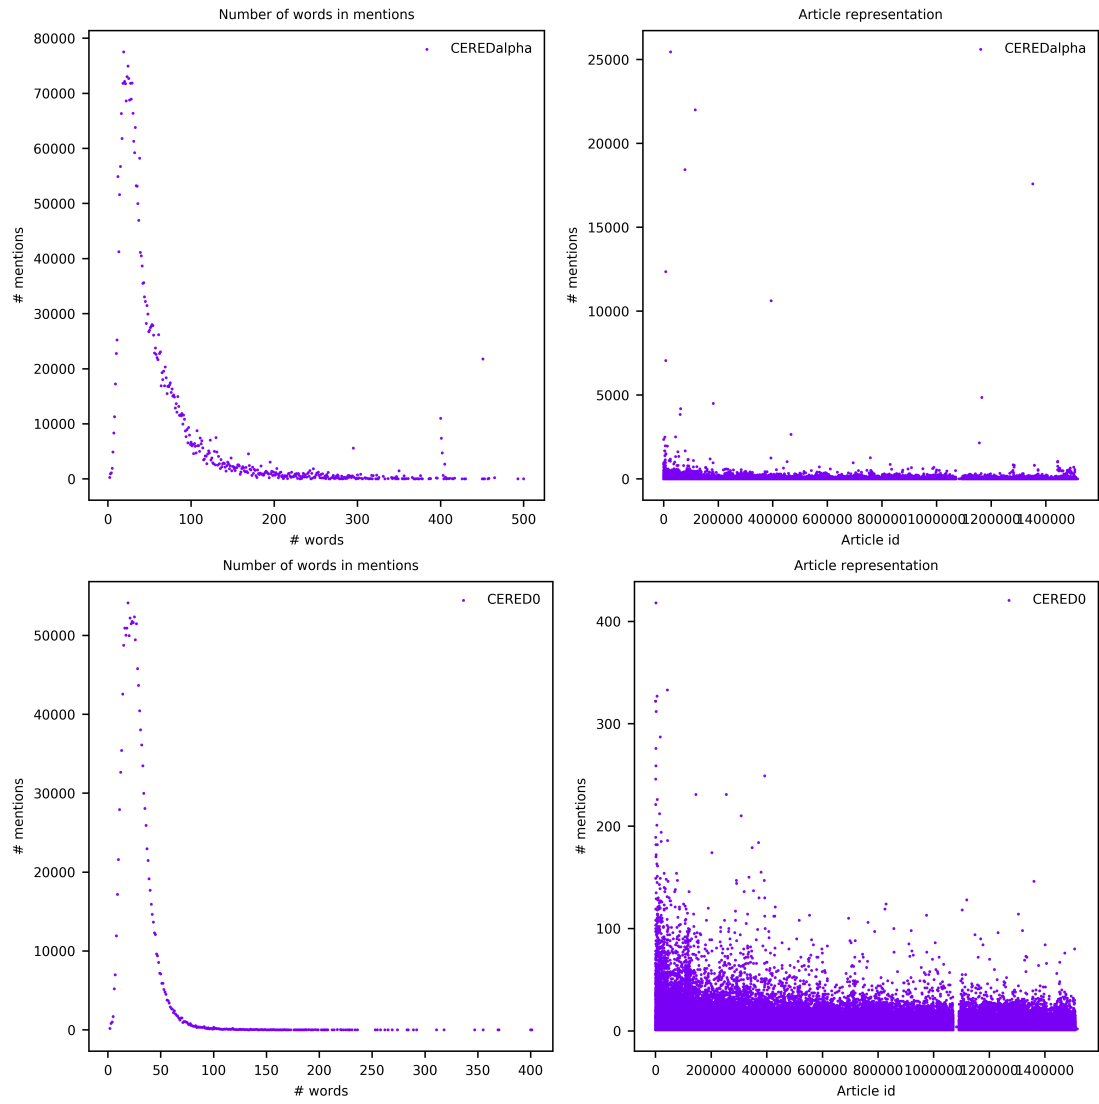 Number of words in mentions
CEREDalpha
80000
70000
60000
50000
40000
30000
20000
10000
0
# mentions
0 100 200 300 400 500
# words
Article representation
CEREDalpha
25000
20000
15000
10000
5000
0
# mentions
0 200000 400000 600000 800000 1000000 1200000 1400000
Article id
Number of words in mentions
CERED0
50000
40000
30000
20000
10000
0
# mentions
0 50 100 150 200 250 300 350 400
# words
Article representation
CERED0
400
300
200
100
0
# mentions
0 200000 400000 600000 800000 1000000 1200000 1400000
Article id